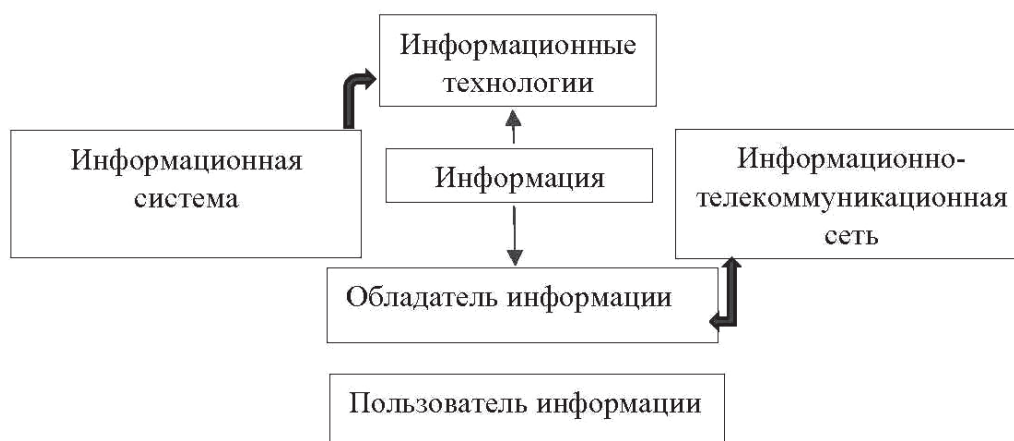 Информационные
технологии
Информационная
система
Информация
Информационно-
телекоммуникационная
сеть
Обладатель информации
Пользователь информации